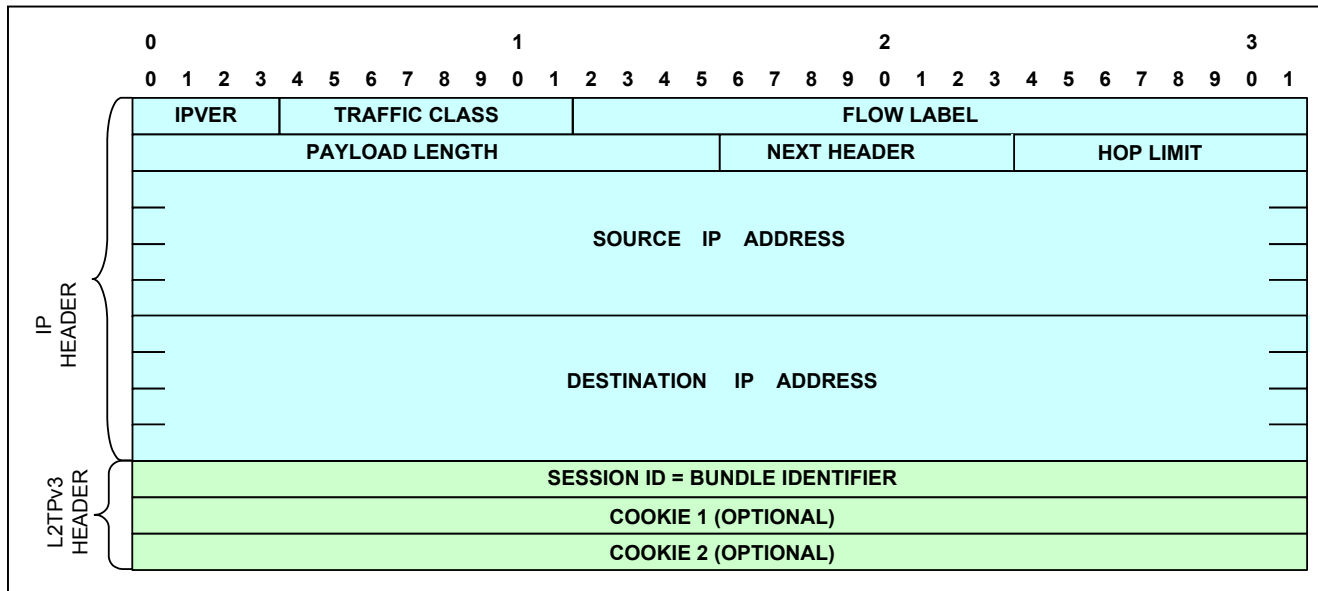 0 1 2 3
0 1 2 3 4 5 6 7 8 9 0 1 2 3 4 5 6 7 8 9 0 1 2 3 4 5 6 7 8 9 0 1
IPVER TRAFFIC CLASS FLOW LABEL
PAYLOAD LENGTH NEXT HEADER HOP LIMIT
SOURCE IP ADDRESS
DESTINATION IP ADDRESS
IP
HEADER
SESSION ID = BUNDLE IDENTIFIER
COOKIE 1 (OPTIONAL)
COOKIE 2 (OPTIONAL)
L2TPv3
HEADER